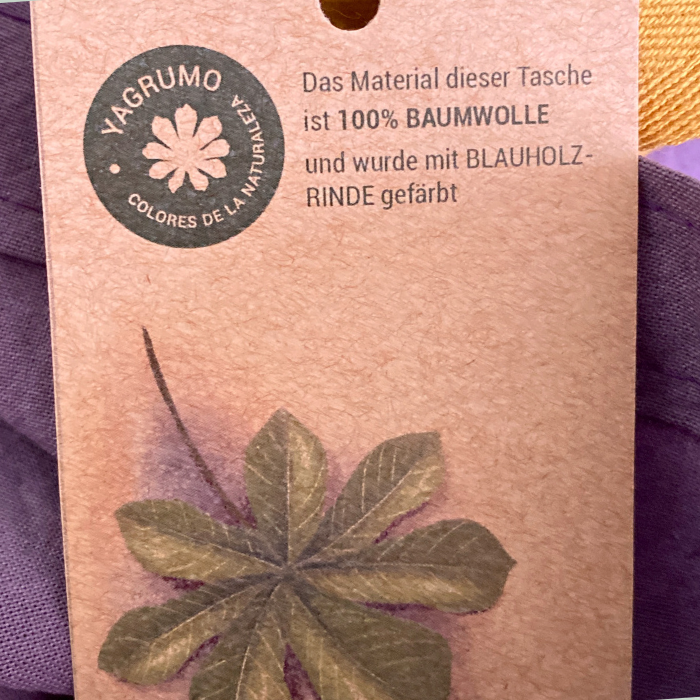 YAGRUMO
COLORES DE LA NATURALEZA
Das Material dieser Tasche
ist 100% BAUMWOLLE
und wurde mit BLAUHOLZ-
RINDE gefärbt